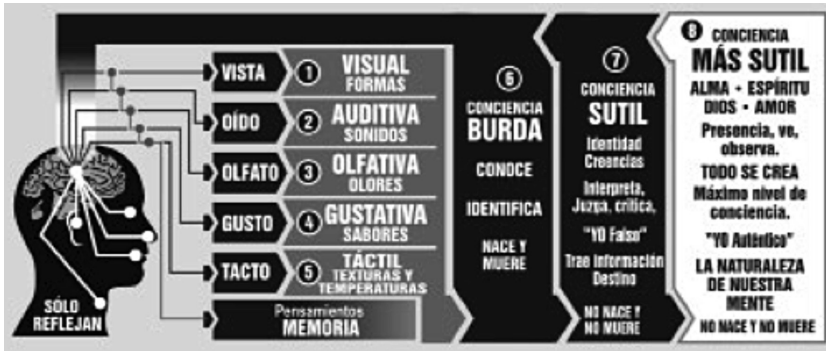 SÓLO
REFLEJAN
VISTA
1
VISUAL
FORMAS
OÍDO
2
AUDITIVA
SONIDOS
OLFATO
3
OLFATIVA
OLORES
GUSTO
4
GUSTATIVA
SABORES
TACTO
5
TÁCTIL
TEXTURAS Y
TEMPERATURAS
Pensamientos
MEMORIA
6
CONCIENCIA
BURDA
CONOCE
IDENTIFICA
NACE Y
MUERE
7
CONCIENCIA
SUTIL
Identidad
Creencias
Interpreta,
Juzga, critica,
"YO Falso"
Trae Información
Destino
NO NACE Y
NO MUERE
8 CONCIENCIA
MÁS SUTIL
ALMA - ESPÍRITU
DIOS • AMOR
Presencia, ve,
observa.
TODO SE CREA
Máximo nivel de
conciencia.
"YO Auténtico"
LA NATURALEZA
DE NUESTRA
MENTE
NO NACE Y NO MUERE